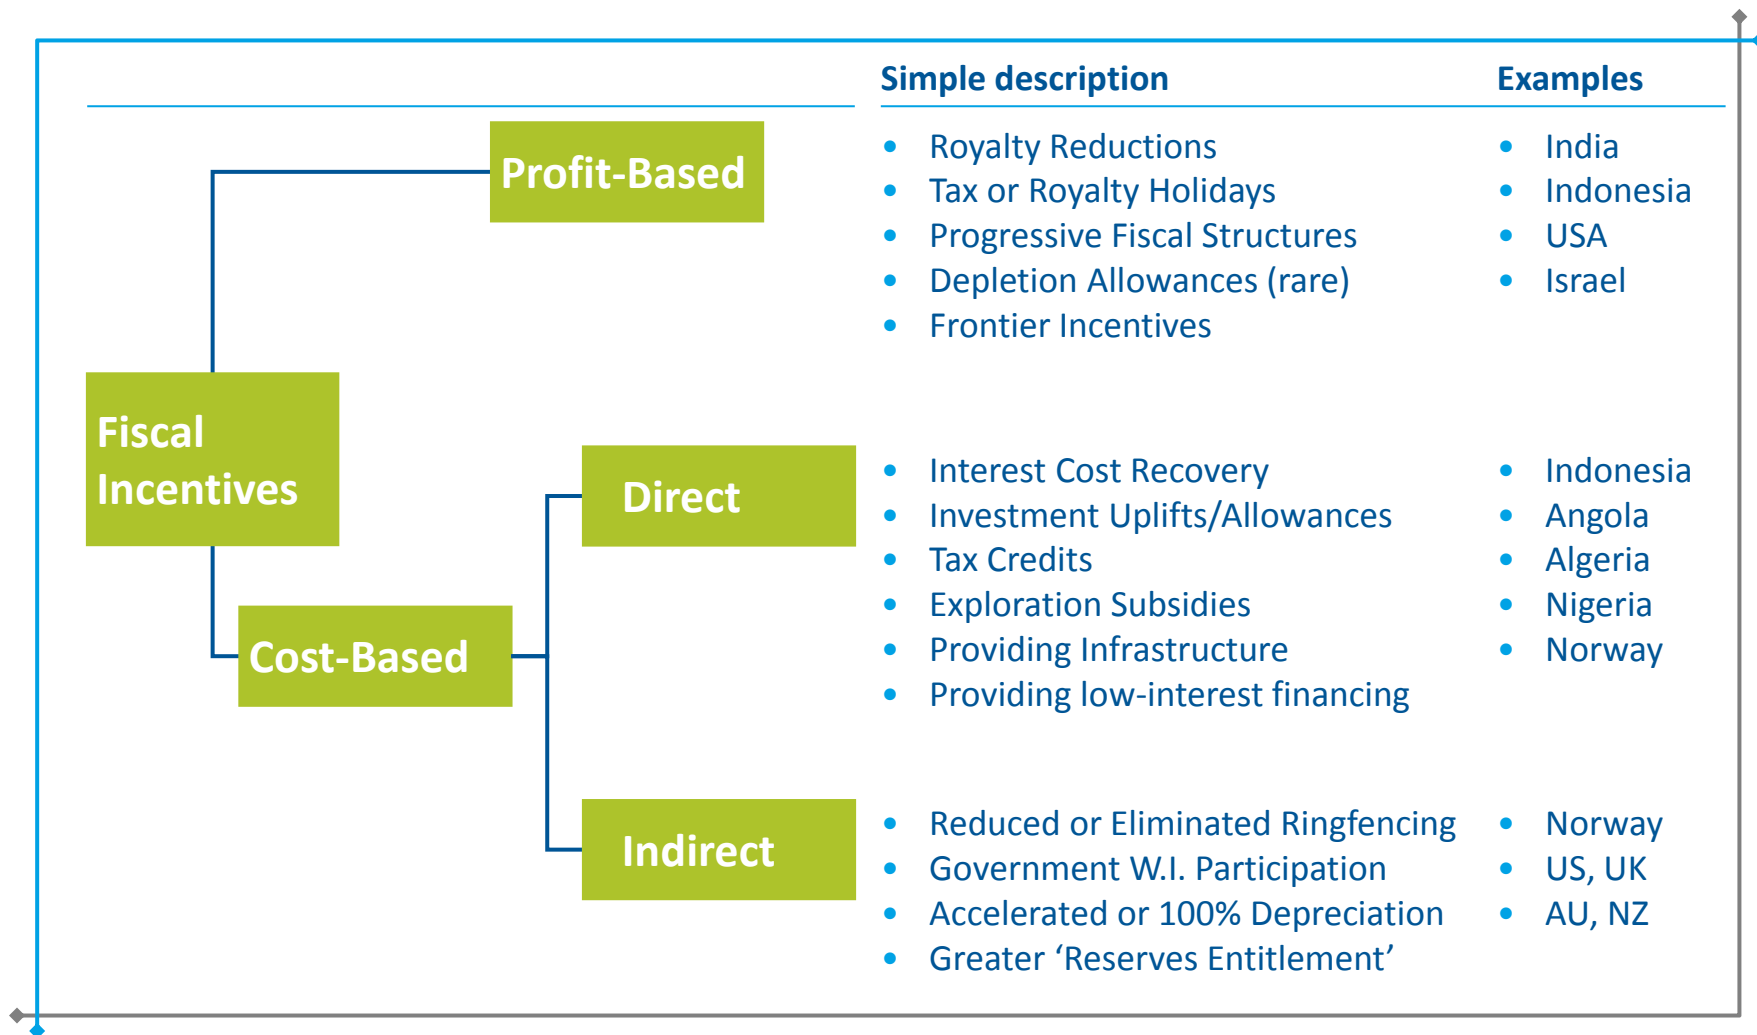 Simple description
Examples
Profit-Based
• Royalty Reductions
• Tax or Royalty Holidays
• Progressive Fiscal Structures
• Depletion Allowances (rare)
• Frontier Incentives
• India
• Indonesia
• USA
• Israel
Fiscal
Incentives
Direct
• Interest Cost Recovery
• Investment Uplifts/Allowances
• Tax Credits
• Exploration Subsidies
• Providing Infrastructure
• Providing low-interest financing
• Indonesia
• Angola
• Algeria
• Nigeria
• Norway
Cost-Based
Indirect
• Reduced or Eliminated Ringfencing
• Government W.I. Participation
• Accelerated or 100% Depreciation
• Greater ‘Reserves Entitlement’
• Norway
• US, UK
• AU, NZ